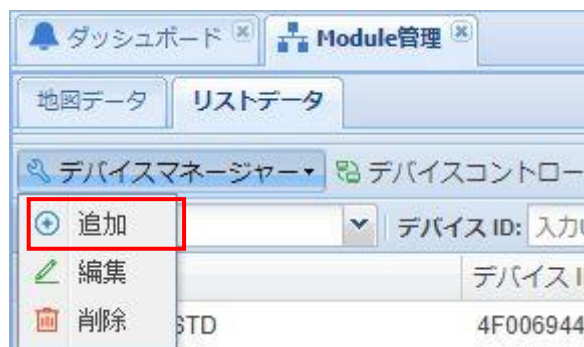 ダッシュボード Module管理
地図データ リストデータ
デバイスマネージャー デバイスコントロー
追加 デバイス ID: 入力
編集 デバイス
削除 STD 4F006944